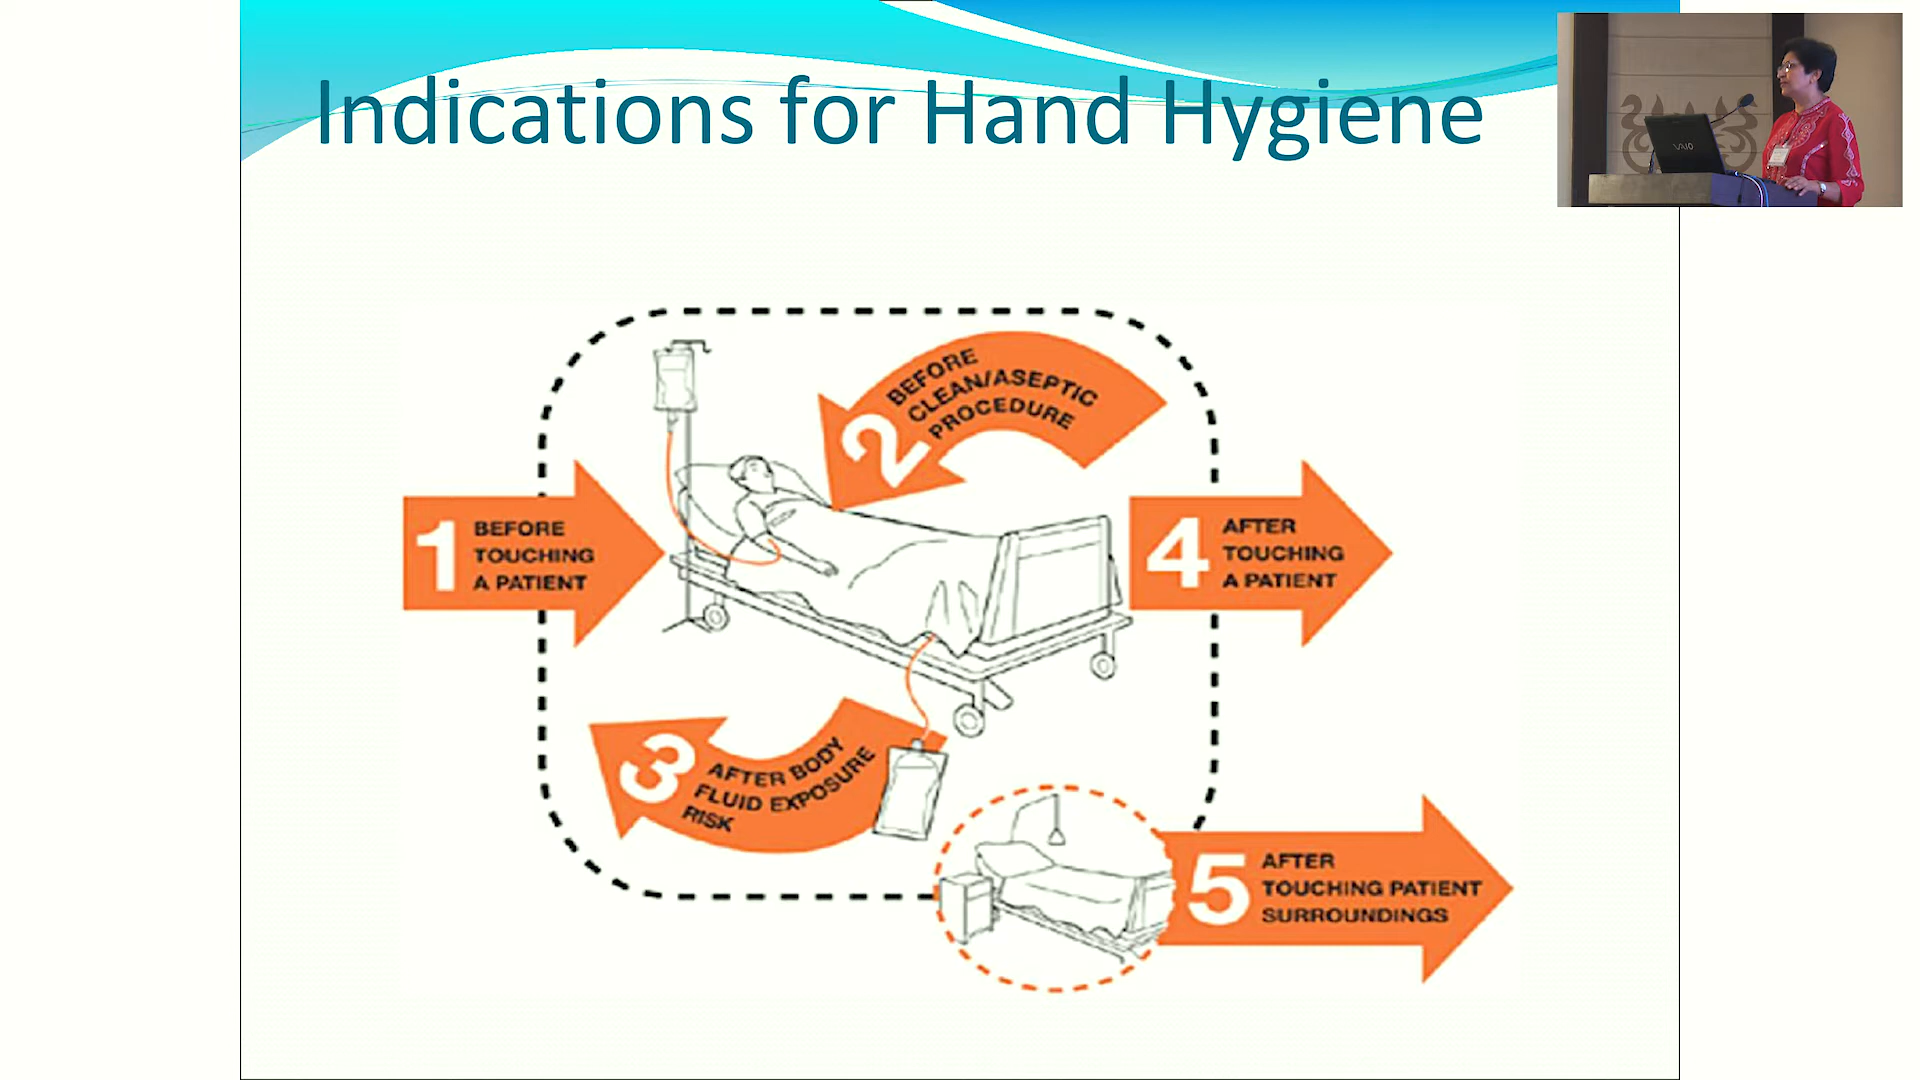 Indications for Hand Hygiene
VAIO
BEFORE
CLEAN/ASEPTIC
PROCEDURE
2
1
BEFORE
TOUCHING
A PATIENT
4
AFTER
TOUCHING
A PATIENT
3
AFTER BODY
FLUID EXPOSURE
RISK
5
AFTER
TOUCHING PATIENT
SURROUNDINGS